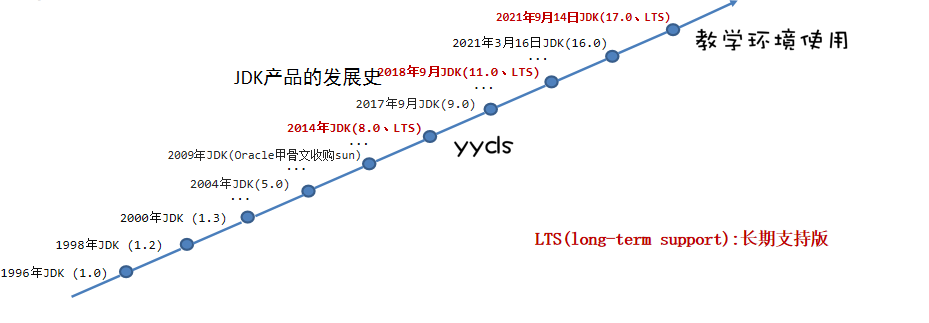 2021年9月14日JDK(17.0、LTS)
教学环境使用
2021年3月16日JDK(16.0)
...
JDK产品的发展史
2018年9月JDK(11.0、LTS)
...
2017年9月JDK(9.0)
2014年JDK(8.0、LTS)
yyds
...
2009年JDK(Oracle甲骨文收购sun)
...
2004年JDK(5.0)
...
2000年JDK (1.3)
LTS(long-term support):长期支持版
1998年JDK (1.2)
1996年JDK (1.0)